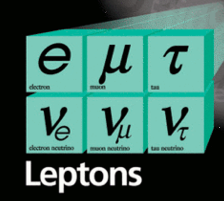 e μ τ
electron muon tau
νe νμ ντ
electron neutrino muon neutrino tau neutrino
Leptons